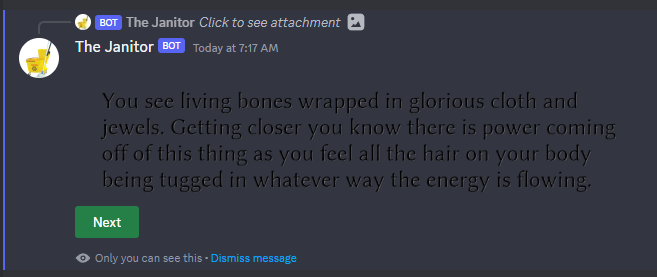 BOT The Janitor Click to see attachment
The Janitor BOT Today at 7:17 AM
You see living bones wrapped in glorious cloth and
jewels. Getting closer you know there is power coming
off of this thing as you feel all the hair on your body
being tugged in whatever way the energy is flowing.
Next
Only you can see this • Dismiss message